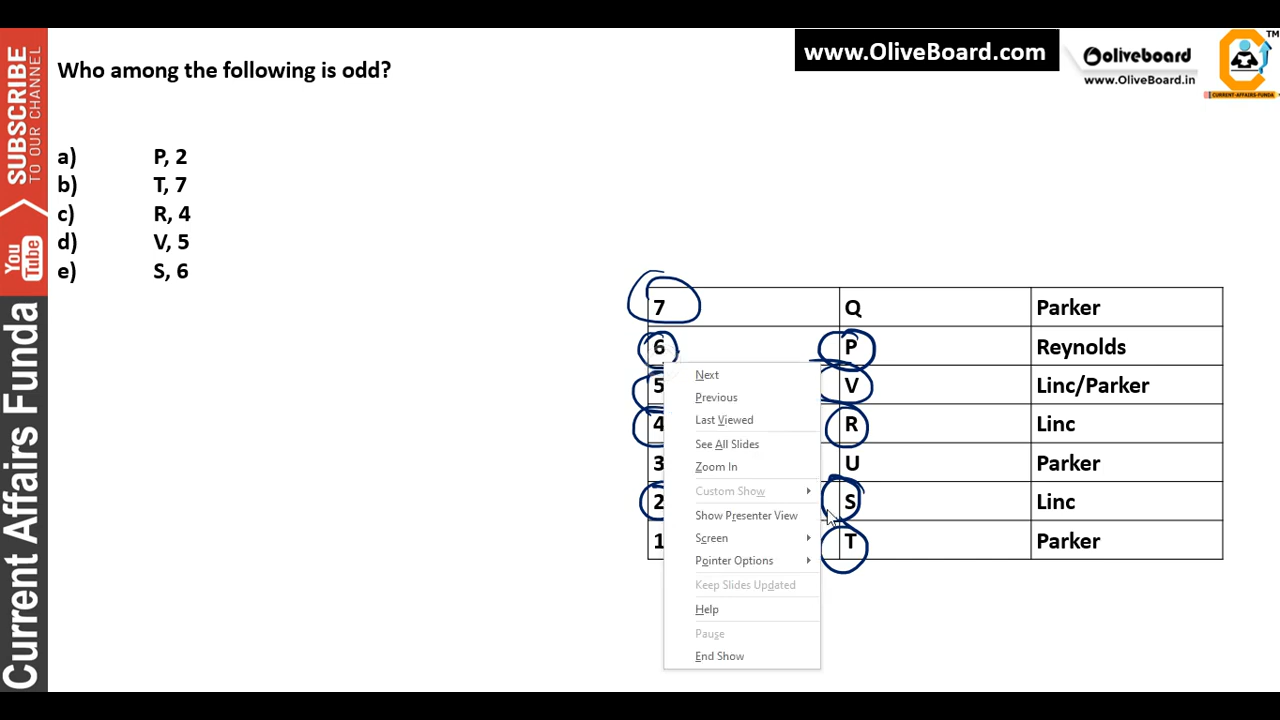 www.OliveBoard.com
oliveboard
www.OliveBoard.in
TM
CURRENT-AFFAIRS-FUNDA
SUBSCRIBE
TO OUR CHANNEL
You
Tube
Current Affairs Funda
Who among the following is odd?
a) P, 2
b) T, 7
c) R, 4
d) V, 5
e) S, 6
7 Q Parker
6 P Reynolds
5 V Linc/Parker
4 R Linc
3 U Parker
2 S Linc
1 T Parker
Next
Previous
Last Viewed
See All Slides
Zoom In
Custom Show
Show Presenter View
Screen
Pointer Options
Keep Slides Updated
Help
Pause
End Show